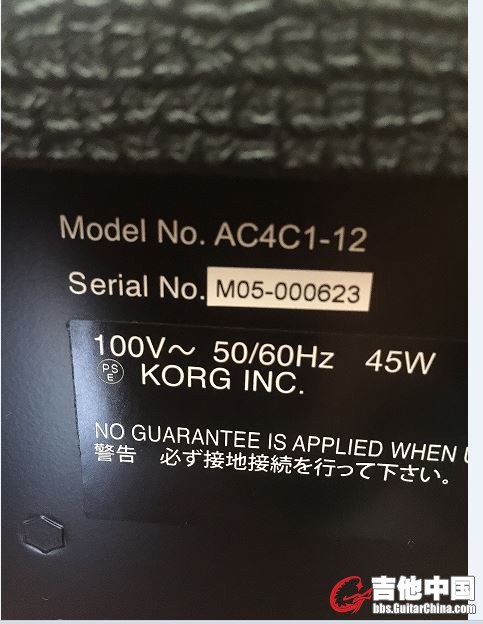 Model No. AC4C1-12
Serial No. M05-000623
100V～ 50/60Hz 45W
PS
E
KORG INC.
NO GUARANTEE IS APPLIED WHEN
警告 必ず接地接続を行って下さい。
吉他中国
bbs.GuitarChina.com